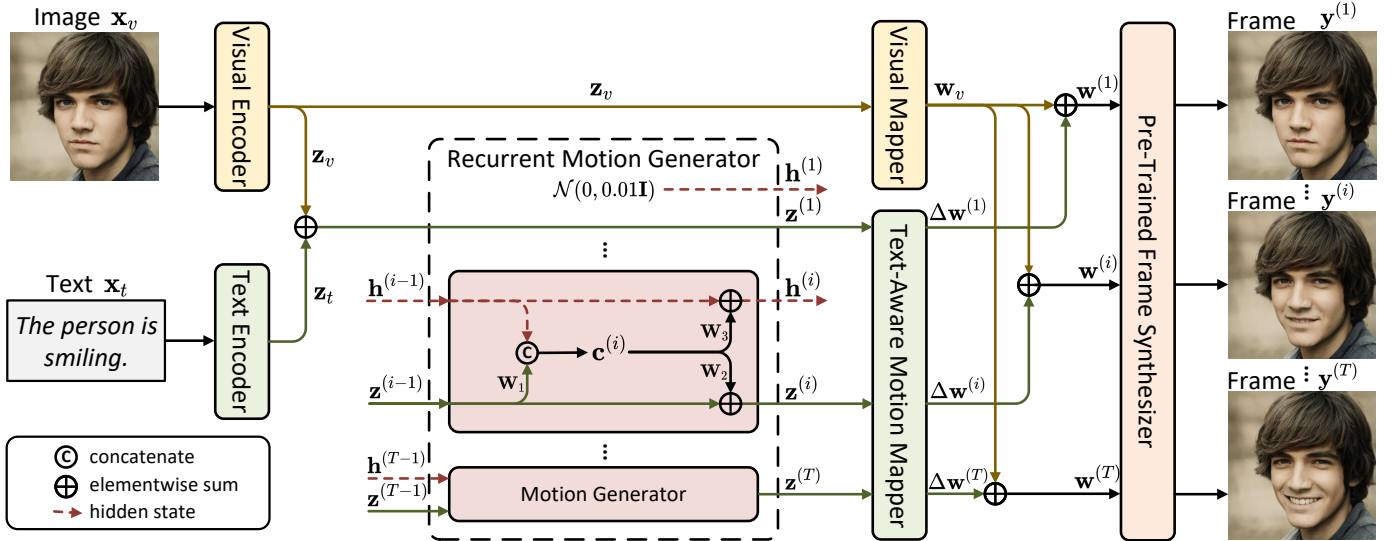 Image x_v
Visual Encoder
z_v
z_v
Text x_t
The person is
smiling.
Text Encoder
z_t
Recurrent Motion Generator
𝒩(0, 0.01I)
h^(1)
z^(1)
⋮
h^(i−1)
h^(i)
C
c^(i)
W_3
W_2
W_1
z^(i−1)
z^(i)
⋮
h^(T−1)
z^(T−1)
Motion Generator
z^(T)
Visual Mapper
w_v
Text-Aware Motion Mapper
Δw^(1)
Δw^(i)
Δw^(T)
w^(1)
w^(i)
w^(T)
Pre-Trained Frame Synthesizer
Frame y^(1)
Frame ⋮ y^(i)
Frame ⋮ y^(T)
C concatenate
⊕ elementwise sum
hidden state